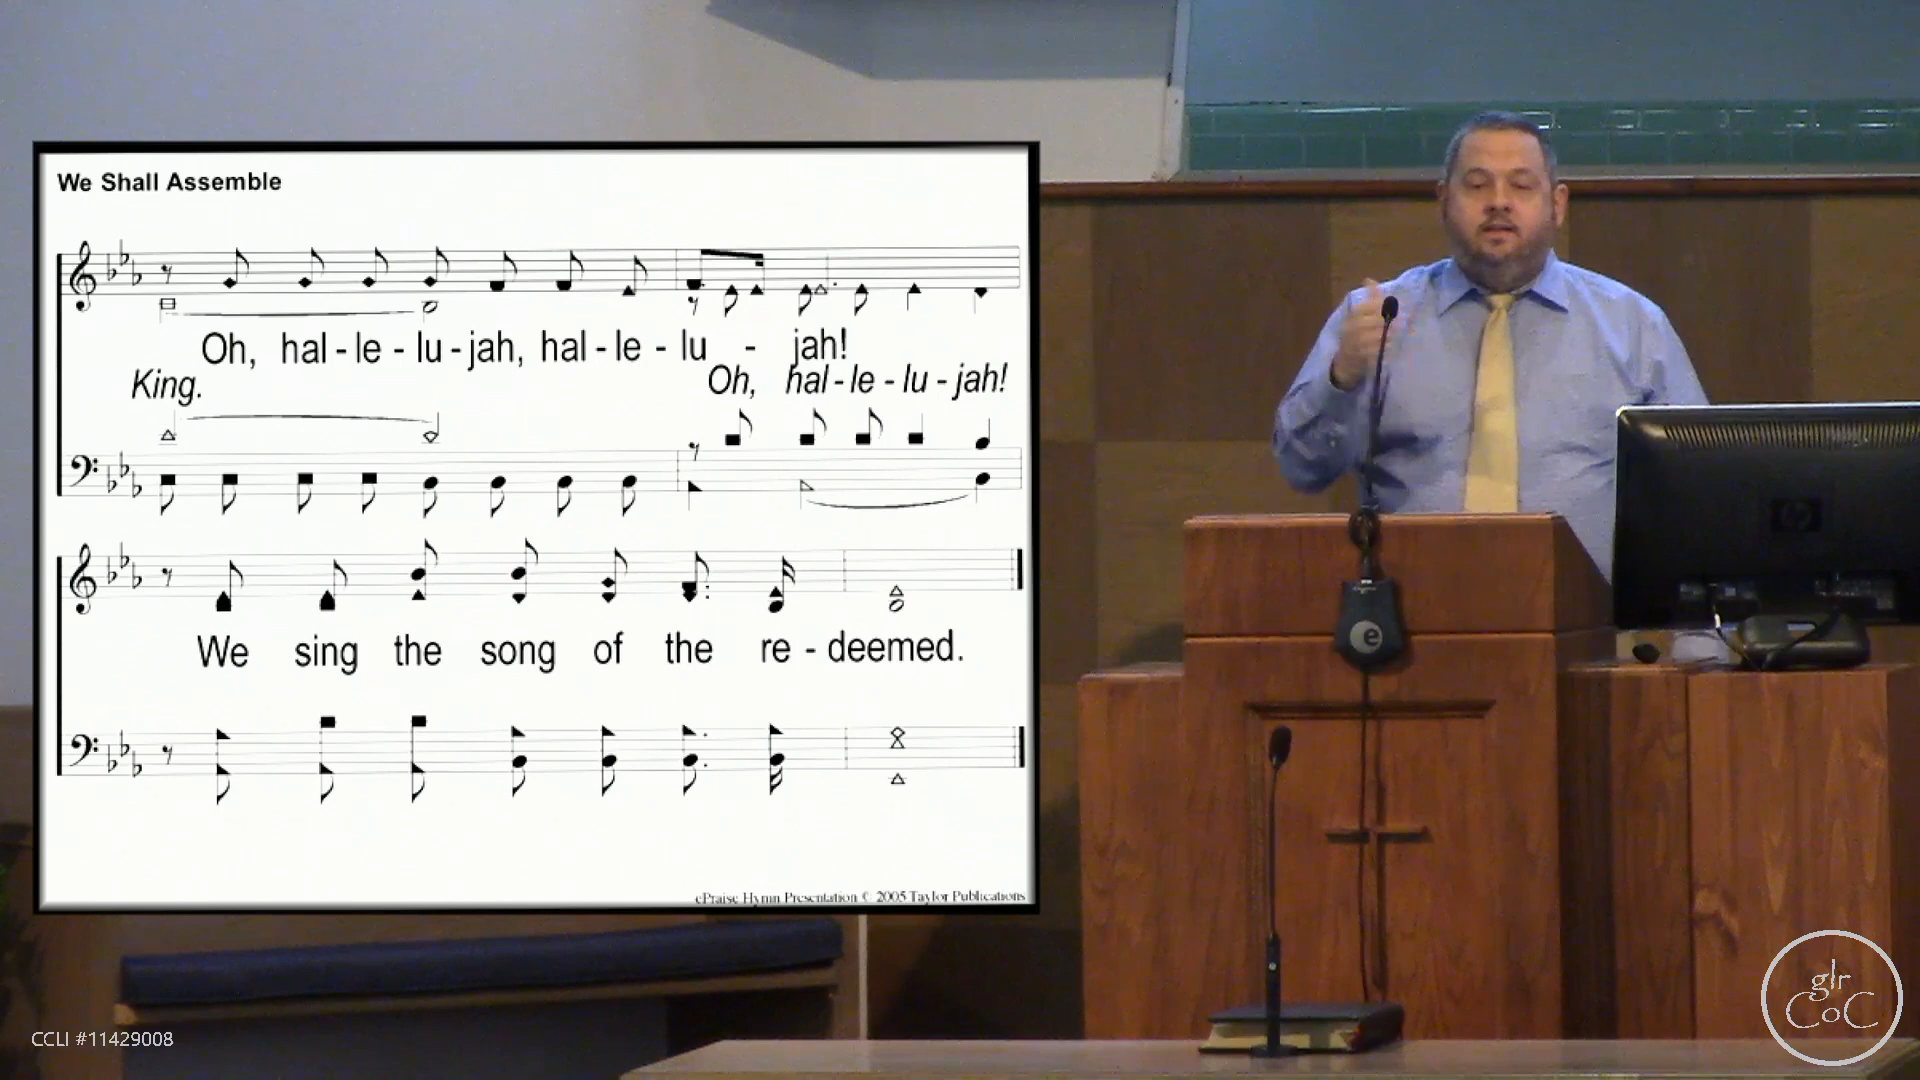 We Shall Assemble
Oh, hal - le - lu - jah, hal - le - lu - jah!
King. Oh, hal - le - lu - jah!
We sing the song of the re - deemed.
ePraise Hymn Presentation © 2005 Taylor Publications
e
hp
CCLI #11429008
glr
CoC